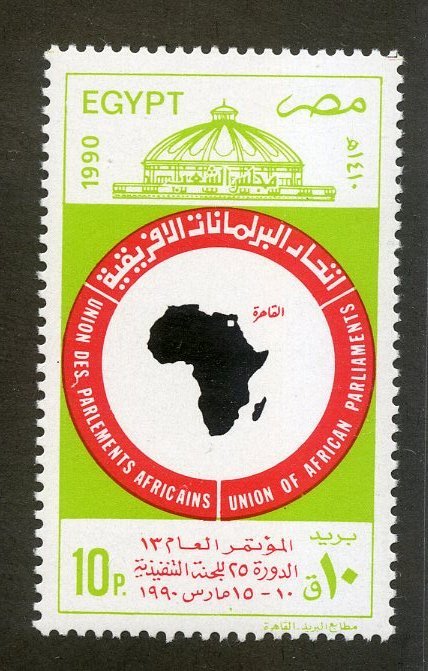 EGYPT
مصر
1990
١٤١٠هـ
مجلس الشعب
اتحاد البرلمانات الافريقية
UNION DES PARLEMENTS AFRICAINS
UNION OF AFRICAN PARLIAMENTS
القاهرة
المؤتمر العام ١٣
الدورة ٢٥ للجنة التنفيذية
١٠-١٥ مارس ١٩٩٠
10P.
بريد
١٠ق
مطابع البريد. القاهرة